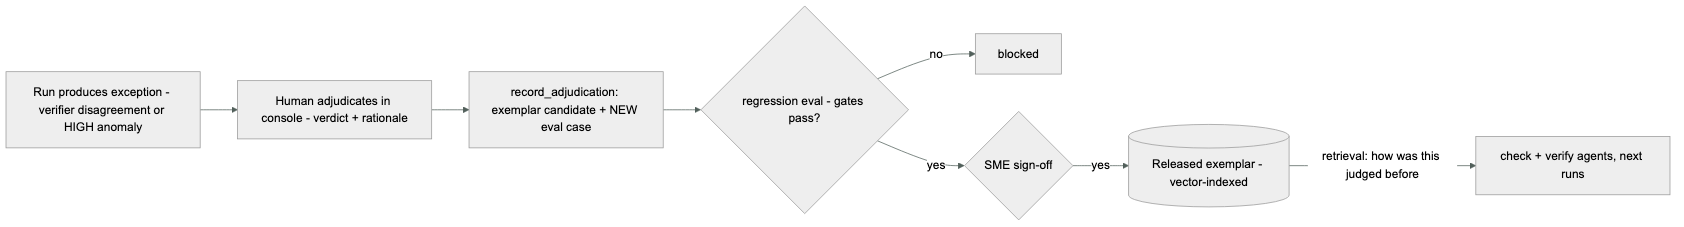 Run produces exception -
verifier disagreement or
HIGH anomaly
Human adjudicates in
console - verdict + rationale
record_adjudication:
exemplar candidate + NEW
eval case
regression eval - gates
pass?
no
blocked
yes
SME sign-off
yes
Released exemplar -
vector-indexed
retrieval: how was this
judged before
check + verify agents, next
runs